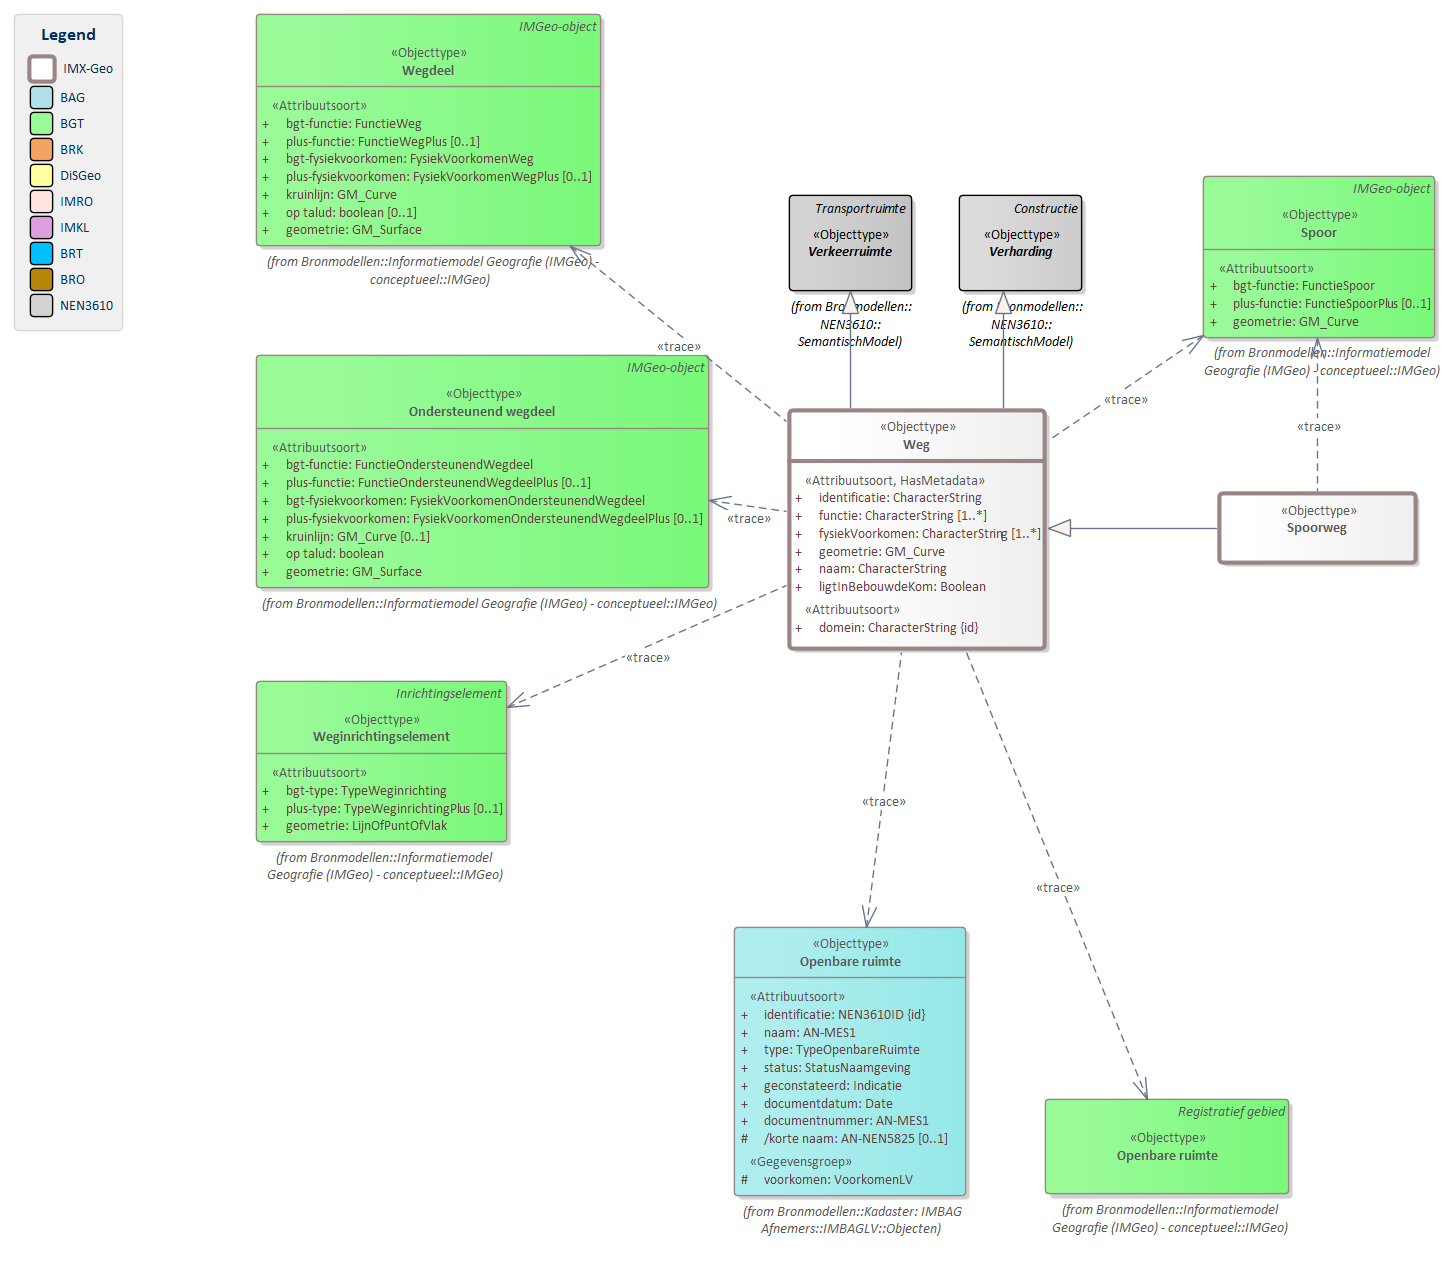 Legend
IMX-Geo
BAG
BGT
BRK
DiSGeo
IMRO
IMKL
BRT
BRO
NEN3610
IMGeo-object
«Objecttype»
Wegdeel
«Attribuutsoort»
+ bgt-functie: FunctieWeg
+ plus-functie: FunctieWegPlus [0..1]
+ bgt-fysiekvoorkomen: FysiekVoorkomenWeg
+ plus-fysiekvoorkomen: FysiekVoorkomenWegPlus [0..1]
+ kruinlijn: GM_Curve
+ op talud: boolean [0..1]
+ geometrie: GM_Surface
(from Bronmodellen::Informatiemodel Geografie (IMGeo) -
conceptueel::IMGeo)
Transportruimte
«Objecttype»
Verkeerruimte
(from Bronmodellen::
NEN3610::
SemantischModel)
Constructie
«Objecttype»
Verharding
(from Bronmodellen::
NEN3610::
SemantischModel)
IMGeo-object
«Objecttype»
Spoor
«Attribuutsoort»
+ bgt-functie: FunctieSpoor
+ plus-functie: FunctieSpoorPlus [0..1]
+ geometrie: GM_Curve
(from Bronmodellen::Informatiemodel
Geografie (IMGeo) - conceptueel::IMGeo)
«trace»
«trace»
«trace»
IMGeo-object
«Objecttype»
Ondersteunend wegdeel
«Attribuutsoort»
+ bgt-functie: FunctieOndersteunendWegdeel
+ plus-functie: FunctieOndersteunendWegdeelPlus [0..1]
+ bgt-fysiekvoorkomen: FysiekVoorkomenOndersteunendWegdeel
+ plus-fysiekvoorkomen: FysiekVoorkomenOndersteunendWegdeelPlus [0..1]
+ kruinlijn: GM_Curve [0..1]
+ op talud: boolean
+ geometrie: GM_Surface
(from Bronmodellen::Informatiemodel Geografie (IMGeo) - conceptueel::IMGeo)
«trace»
«Objecttype»
Weg
«Attribuutsoort, HasMetadata»
+ identificatie: CharacterString
+ functie: CharacterString [1..*]
+ fysiekVoorkomen: CharacterString [1..*]
+ geometrie: GM_Curve
+ naam: CharacterString
+ ligtInBebouwdeKom: Boolean
«Attribuutsoort»
+ domein: CharacterString {id}
«Objecttype»
Spoorweg
«trace»
Inrichtingselement
«Objecttype»
Weginrichtingselement
«Attribuutsoort»
+ bgt-type: TypeWeginrichting
+ plus-type: TypeWeginrichtingPlus [0..1]
+ geometrie: LijnOfPuntOfVlak
(from Bronmodellen::Informatiemodel
Geografie (IMGeo) - conceptueel::IMGeo)
«trace»
«trace»
«Objecttype»
Openbare ruimte
«Attribuutsoort»
+ identificatie: NEN3610ID {id}
+ naam: AN-MES1
+ type: TypeOpenbareRuimte
+ status: StatusNaamgeving
+ geconstateerd: Indicatie
+ documentdatum: Date
+ documentnummer: AN-MES1
# /korte naam: AN-NEN5825 [0..1]
«Gegevensgroep»
# voorkomen: VoorkomenLV
(from Bronmodellen::Kadaster: IMBAG
Afnemers::IMBAGLV::Objecten)
Registratief gebied
«Objecttype»
Openbare ruimte
(from Bronmodellen::Informatiemodel
Geografie (IMGeo) - conceptueel::IMGeo)